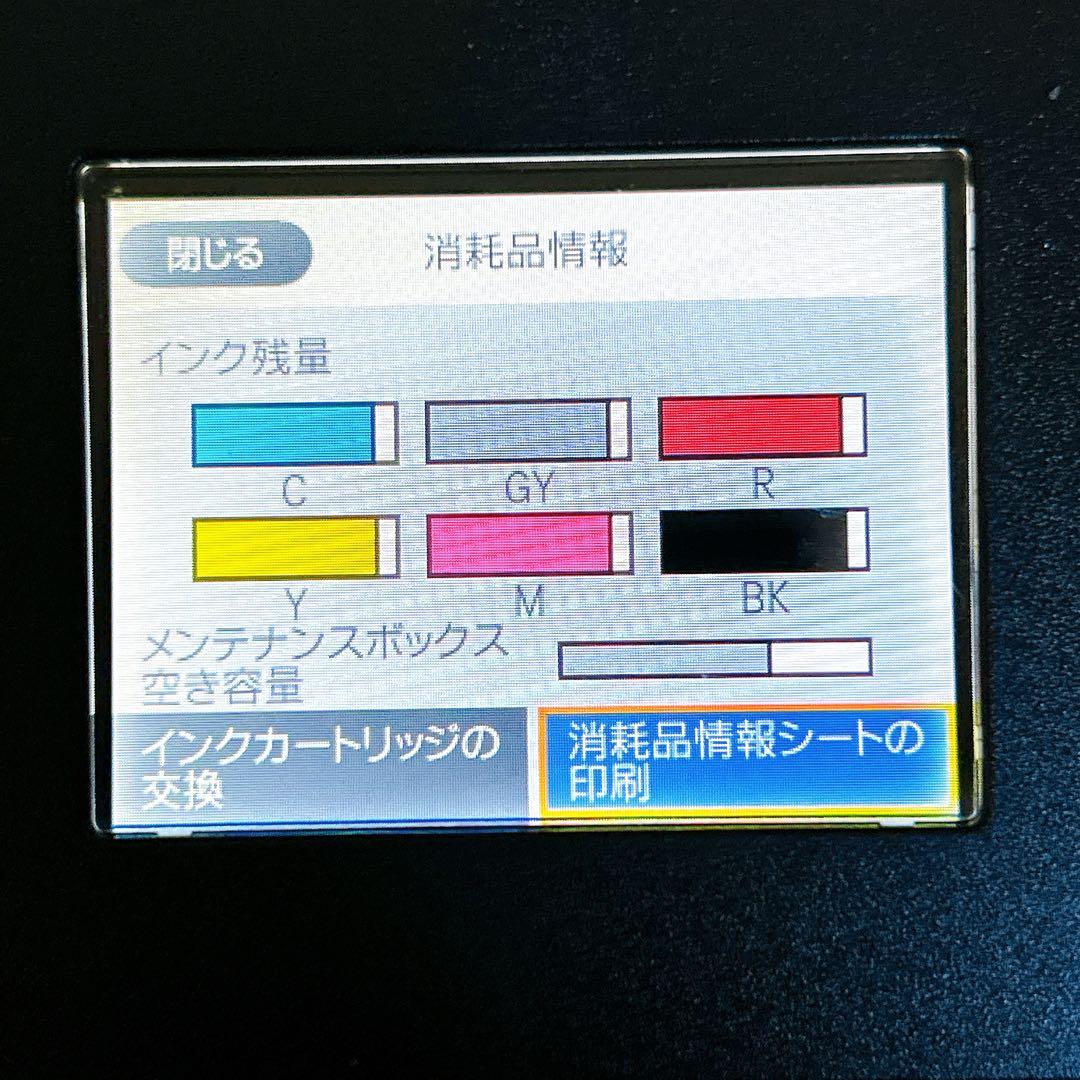 閉じる
消耗品情報
インク残量
C
GY
R
Y
M
BK
メンテナンスボックス
空き容量
インクカートリッジの
交換
消耗品情報シートの
印刷